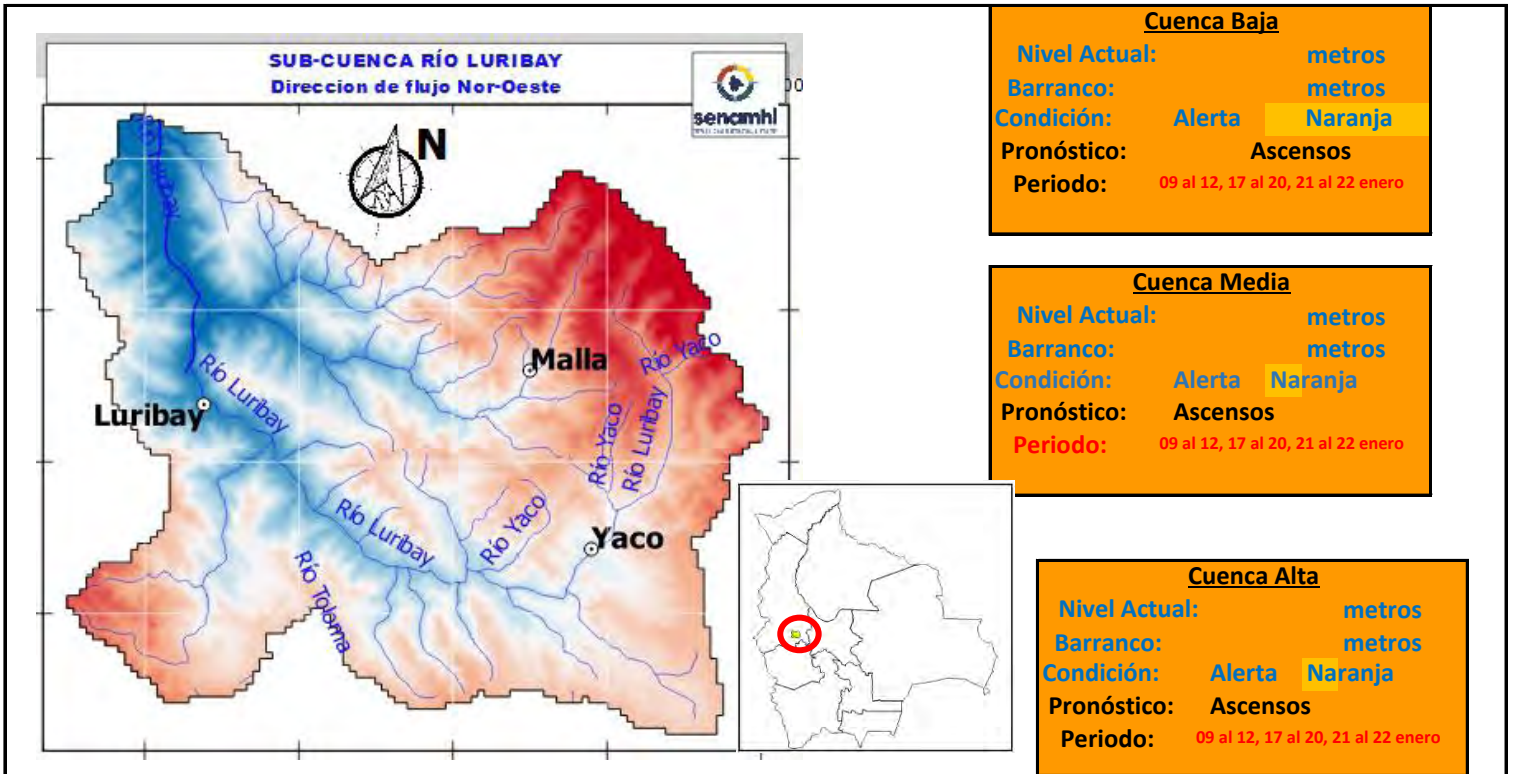 SUB-CUENCA RÍO LURIBAY
Direccion de flujo Nor-Oeste
senamhi
00
N
Luribay
Río Luribay
Malla
Río Yaco
Río Yaco
Río Luribay
Río Luribay
Río Yaco
Yaco
Río Toloma
Cuenca Baja
Nivel Actual: metros
Barranco: metros
Condición: Alerta Naranja
Pronóstico: Ascensos
Periodo: 09 al 12, 17 al 20, 21 al 22 enero
Cuenca Media
Nivel Actual: metros
Barranco: metros
Condición: Alerta Naranja
Pronóstico: Ascensos
Periodo: 09 al 12, 17 al 20, 21 al 22 enero
Cuenca Alta
Nivel Actual: metros
Barranco: metros
Condición: Alerta Naranja
Pronóstico: Ascensos
Periodo: 09 al 12, 17 al 20, 21 al 22 enero